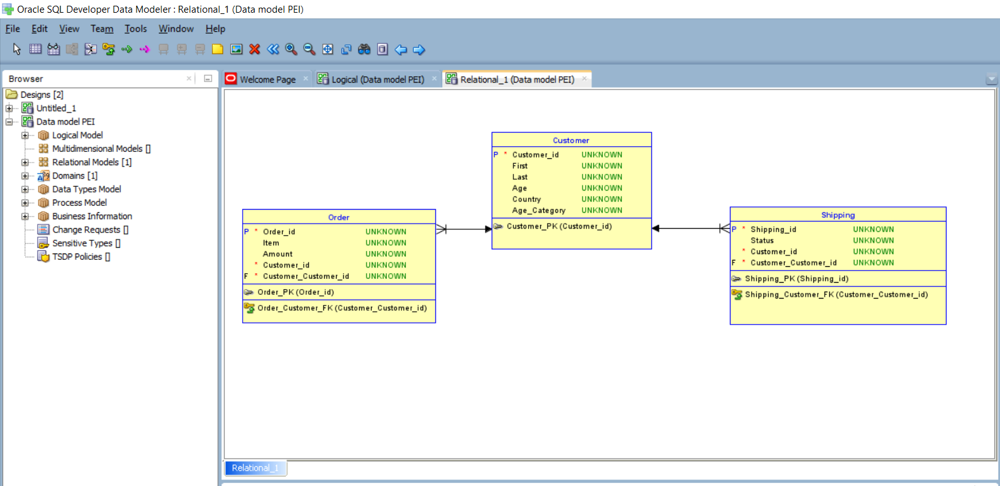 Oracle SQL Developer Data Modeler : Relational_1 (Data model PEI)
File Edit View Team Tools Window Help
Browser
Designs [2]
Untitled_1
Data model PEI
Logical Model
Multidimensional Models []
Relational Models [1]
Domains [1]
Data Types Model
Process Model
Business Information
Change Requests []
Sensitive Types []
TSDP Policies []
Welcome Page
Logical (Data model PEI)
Relational_1 (Data model PEI)
Customer
P * Customer_id UNKNOWN
First UNKNOWN
Last UNKNOWN
Age UNKNOWN
Country UNKNOWN
Age_Category UNKNOWN
Customer_PK (Customer_id)
Order
P * Order_id UNKNOWN
Item UNKNOWN
Amount UNKNOWN
* Customer_id UNKNOWN
F * Customer_Customer_id UNKNOWN
Order_PK (Order_id)
Order_Customer_FK (Customer_Customer_id)
Shipping
P * Shipping_id UNKNOWN
Status UNKNOWN
* Customer_id UNKNOWN
F * Customer_Customer_id UNKNOWN
Shipping_PK (Shipping_id)
Shipping_Customer_FK (Customer_Customer_id)
Relational_1